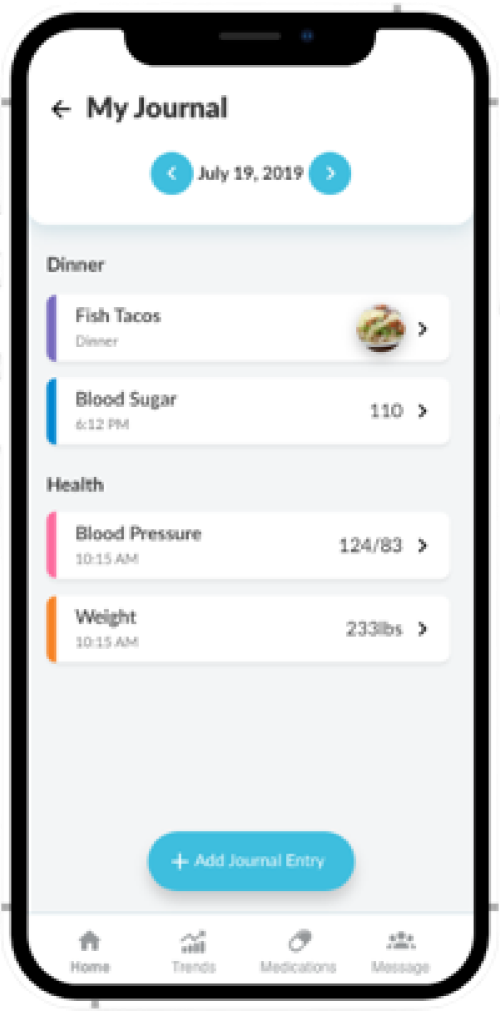 My Journal
July 19, 2019
Dinner
Fish Tacos
Dinner
Blood Sugar
6:12 PM
110
Health
Blood Pressure
10:15 AM
124/83
Weight
10:15 AM
233lbs
+ Add Journal Entry
Home
Trends
Medications
Message